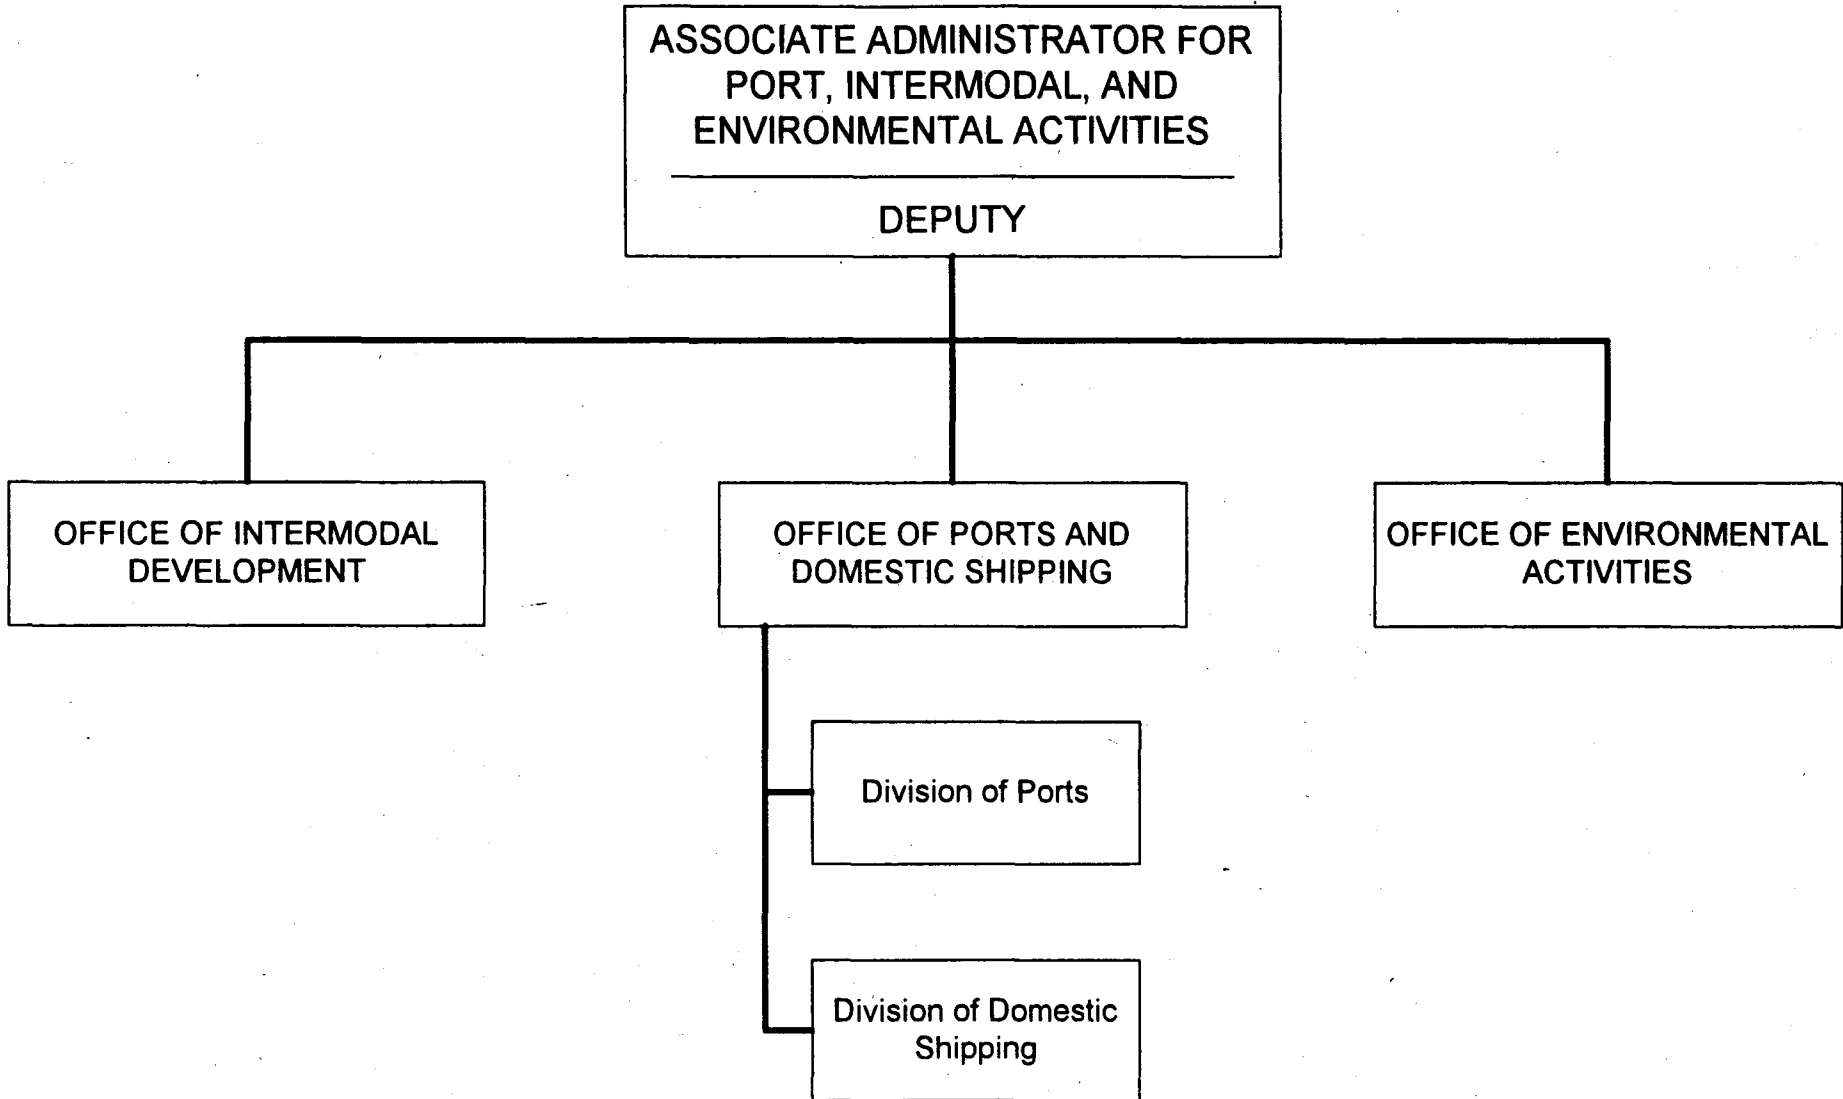 ASSOCIATE ADMINISTRATOR FOR
PORT, INTERMODAL, AND
ENVIRONMENTAL ACTIVITIES
DEPUTY
OFFICE OF INTERMODAL
DEVELOPMENT
OFFICE OF PORTS AND
DOMESTIC SHIPPING
OFFICE OF ENVIRONMENTAL
ACTIVITIES
Division of Ports
Division of Domestic
Shipping